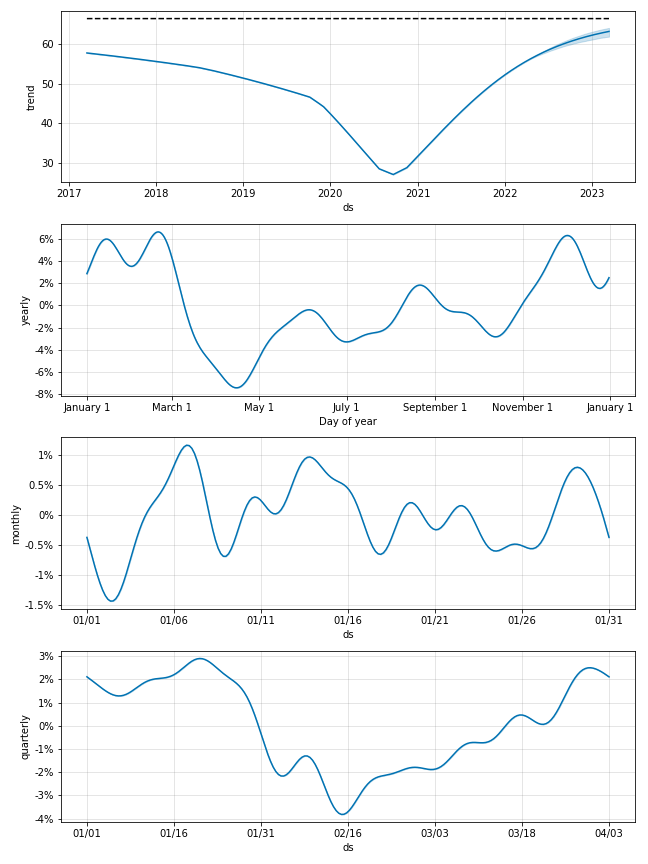 60
50
40
30
trend
2017 2018 2019 2020 2021 2022 2023
ds
6%
4%
2%
0%
-2%
-4%
-6%
-8%
yearly
January 1 March 1 May 1 July 1 September 1 November 1 January 1
Day of year
1%
0.5%
0%
-0.5%
-1%
-1.5%
monthly
01/01 01/06 01/11 01/16 01/21 01/26 01/31
ds
3%
2%
1%
0%
-1%
-2%
-3%
-4%
quarterly
01/01 01/16 01/31 02/16 03/03 03/18 04/03
ds